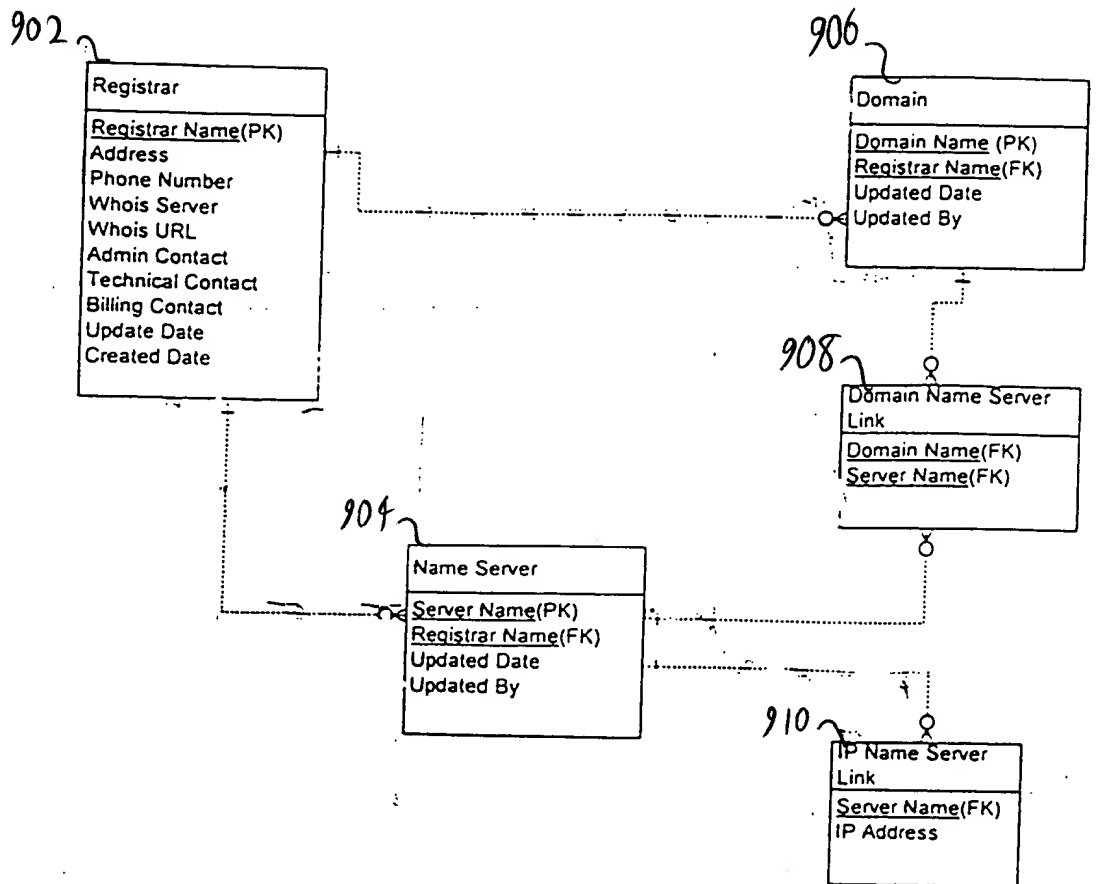 902
Registrar
Registrar Name(PK)
Address
Phone Number
Whois Server
Whois URL
Admin Contact
Technical Contact
Billing Contact
Update Date
Created Date
906
Domain
Domain Name (PK)
Registrar Name(FK)
Updated Date
Updated By
908
Domain Name Server
Link
Domain Name(FK)
Server Name(FK)
904
Name Server
Server Name(PK)
Registrar Name(FK)
Updated Date
Updated By
910
IP Name Server
Link
Server Name(FK)
IP Address